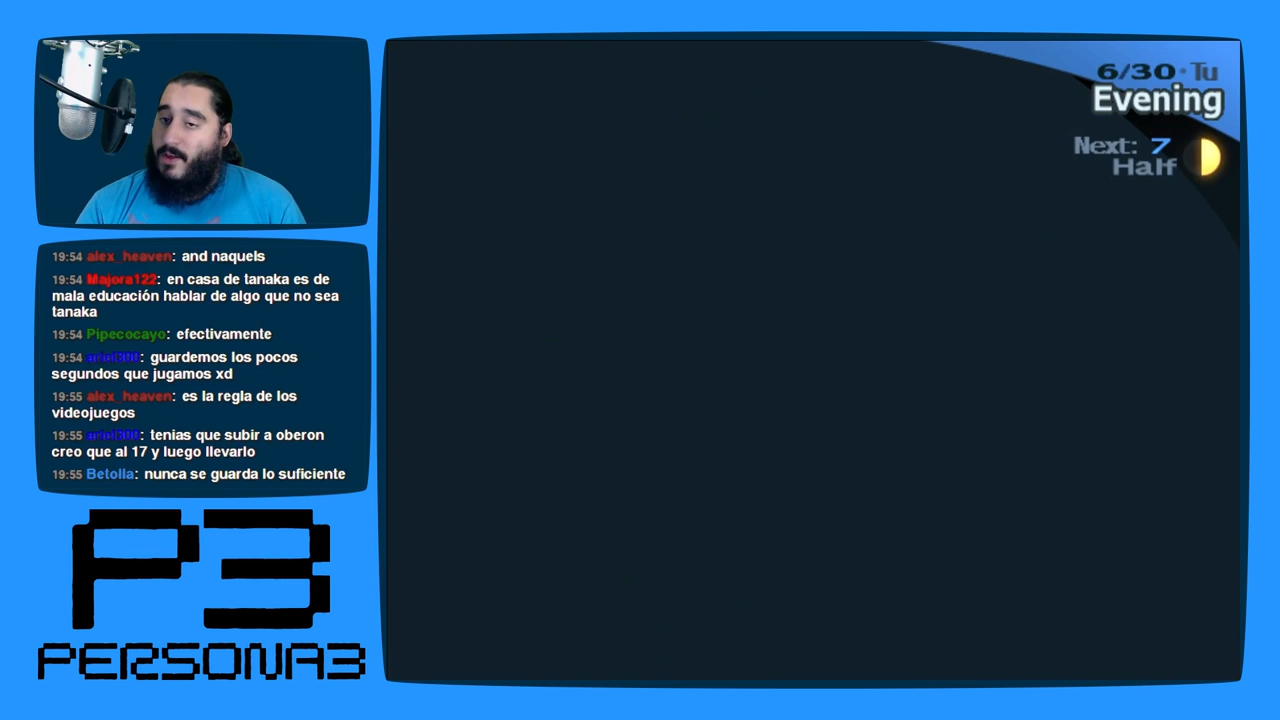 6/30・Tu
Evening
Next: 7
Half
19:54 alex_heaven: and naquels
19:54 Majora122: en casa de tanaka es de
mala educación hablar de algo que no sea
tanaka
19:54 Pipecocayo: efectivamente
19:54 ariel300: guardemos los pocos
segundos que jugamos xd
19:55 alex_heaven: es la regla de los
videojuegos
19:55 ariel300: tenias que subir a oberon
creo que al 17 y luego llevarlo
19:55 Betolla: nunca se guarda lo suficiente
P3
PERSONA3